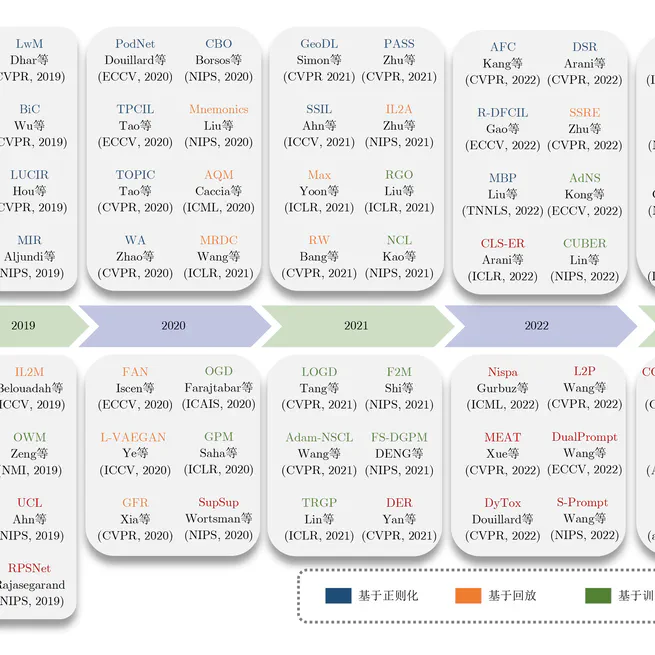 LwM
Dhar等
CVPR, 2019)
BiC
Wu等
CVPR, 2019)
LUCIR
Hou等
CVPR, 2019)
MIR
Aljundi等
NIPS, 2019)
PodNet
Douillard等
(ECCV, 2020)
TPCIL
Tao等
(ECCV, 2020)
TOPIC
Tao等
(CVPR, 2020)
WA
Zhao等
(CVPR, 2020)
CBO
Borsos等
(NIPS, 2020)
Mnemonics
Liu等
(NIPS, 2020)
AQM
Caccia等
(ICML, 2020)
MRDC
Wang等
(ICLR, 2021)
GeoDL
Simon等
(CVPR 2021)
SSIL
Ahn等
(ICCV, 2021)
Max
Yoon等
(ICLR, 2021)
RW
Bang等
(CVPR, 2021)
PASS
Zhu等
(CVPR, 2021)
IL2A
Zhu等
(NIPS, 2021)
RGO
Liu等
(ICLR, 2021)
NCL
Kao等
(NIPS, 2021)
AFC
Kang等
(CVPR, 2022)
R-DFCIL
Gao等
(ECCV, 2022)
MBP
Liu等
(TNNLS, 2022)
CLS-ER
Arani等
(ICLR, 2022)
DSR
Arani等
(CVPR, 2022)
SSRE
Zhu等
(CVPR, 2022)
AdNS
Kong等
(ECCV, 2022)
CUBER
Lin等
(NIPS, 2022)
2019
2020
2021
2022
IL2M
Belouadah等
ICCV, 2019)
OWM
Zeng等
(NMI, 2019)
UCL
Ahn等
NIPS, 2019)
RPSNet
Rajasegarand
NIPS, 2019)
FAN
Iscen等
(ECCV, 2020)
L-VAEGAN
Ye等
(ICCV, 2020)
GFR
Xia等
(CVPR, 2020)
OGD
Farajtabar等
(ICAIS, 2020)
GPM
Saha等
(ICLR, 2020)
SupSup
Wortsman等
(NIPS, 2020)
LOGD
Tang等
(CVPR, 2021)
Adam-NSCL
Wang等
(CVPR, 2021)
TRGP
Lin等
(ICLR, 2021)
F2M
Shi等
(NIPS, 2021)
FS-DGPM
DENG等
(NIPS, 2021)
DER
Yan等
(CVPR, 2021)
Nispa
Gurbuz等
(ICML, 2022)
MEAT
Xue等
(CVPR, 2022)
DyTox
Douillard等
(CVPR, 2022)
L2P
Wang等
(CVPR, 2022)
DualPrompt
Wang等
(ECCV, 2022)
S-Prompt
Wang等
(NIPS, 2022)
基于正则化
基于回放
基于训